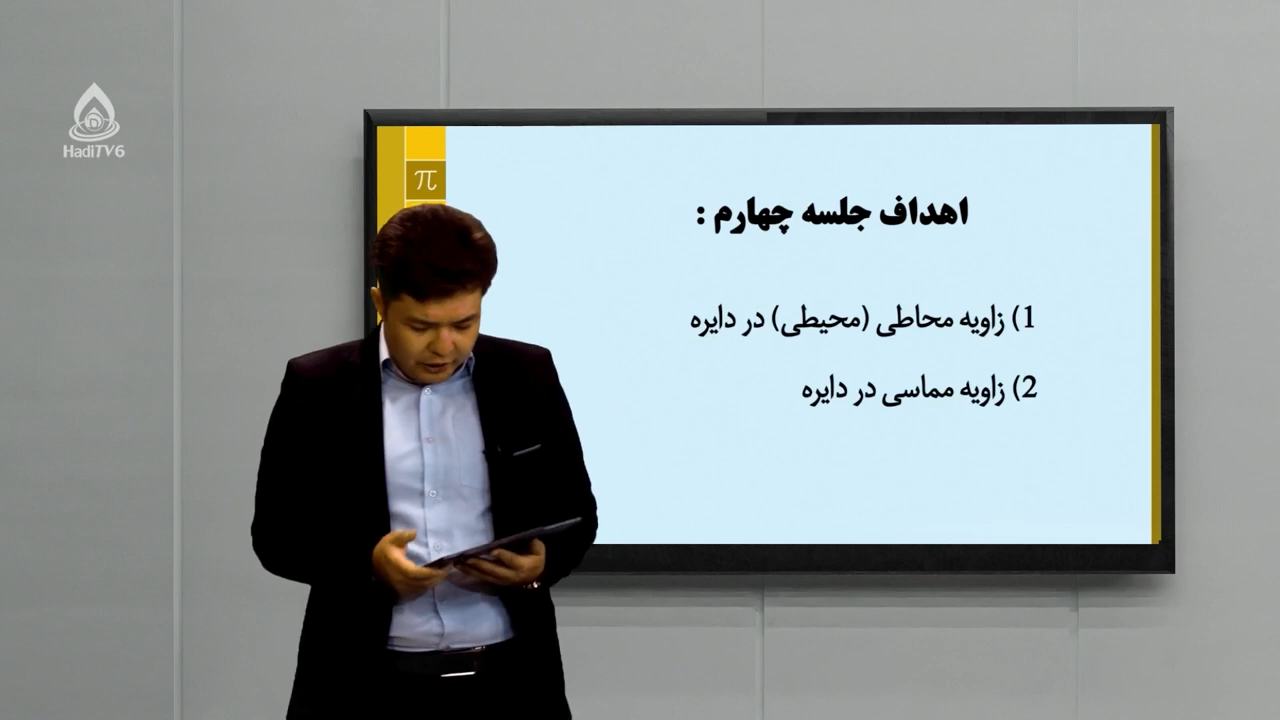 HadiTV6
π
اهداف جلسه چهارم :
1) زاویه محاطی (محیطی) در دایره
2) زاویه مماسی در دایره